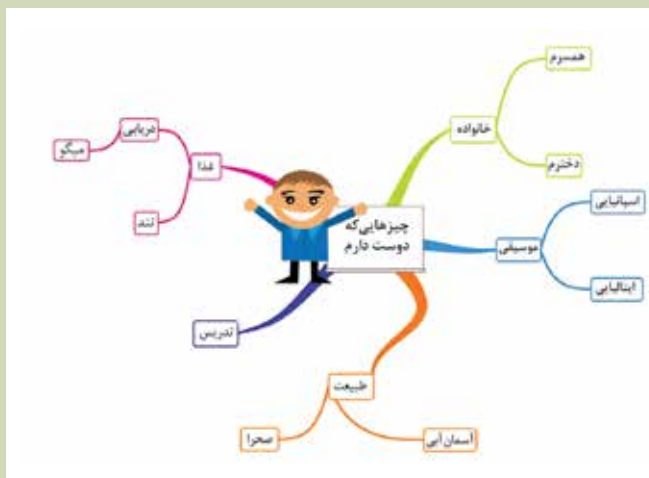 چیزهایی‌که
دوست دارم
خانواده
همسرم
دخترم
موسیقی
اسپانیایی
ایتالیایی
طبیعت
آسمان آبی
صحرا
تدریس
غذا
دریایی
میگو
تند